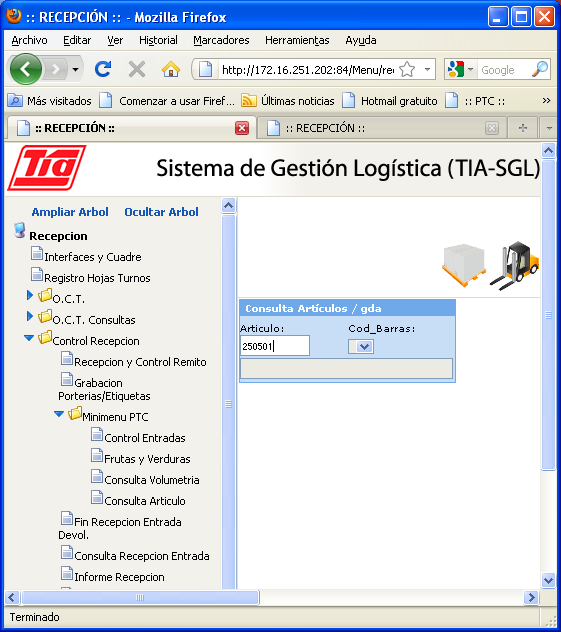 :: RECEPCIÓN :: - Mozilla Firefox
Archivo Editar Ver Historial Marcadores Herramientas Ayuda
http://172.16.251.202:84/Menu/re Google
Más visitados Comenzar a usar Firef... Últimas noticias Hotmail gratuito :: PTC :: »
:: RECEPCIÓN :: :: RECEPCIÓN ::
Tia Sistema de Gestión Logística (TIA-SGL)
Ampliar Arbol Ocultar Arbol
Recepcion
Interfaces y Cuadre
Registro Hojas Turnos
O.C.T.
O.C.T. Consultas
Control Recepcion
Recepcion y Control Remito
Grabacion
Porterias/Etiquetas
Minimenu PTC
Control Entradas
Frutas y Verduras
Consulta Volumetria
Consulta Articulo
Fin Recepcion Entrada
Devol.
Consulta Recepcion Entrada
Informe Recepcion
Consulta Artículos / gda
Articulo: Cod_Barras:
250501
Terminado